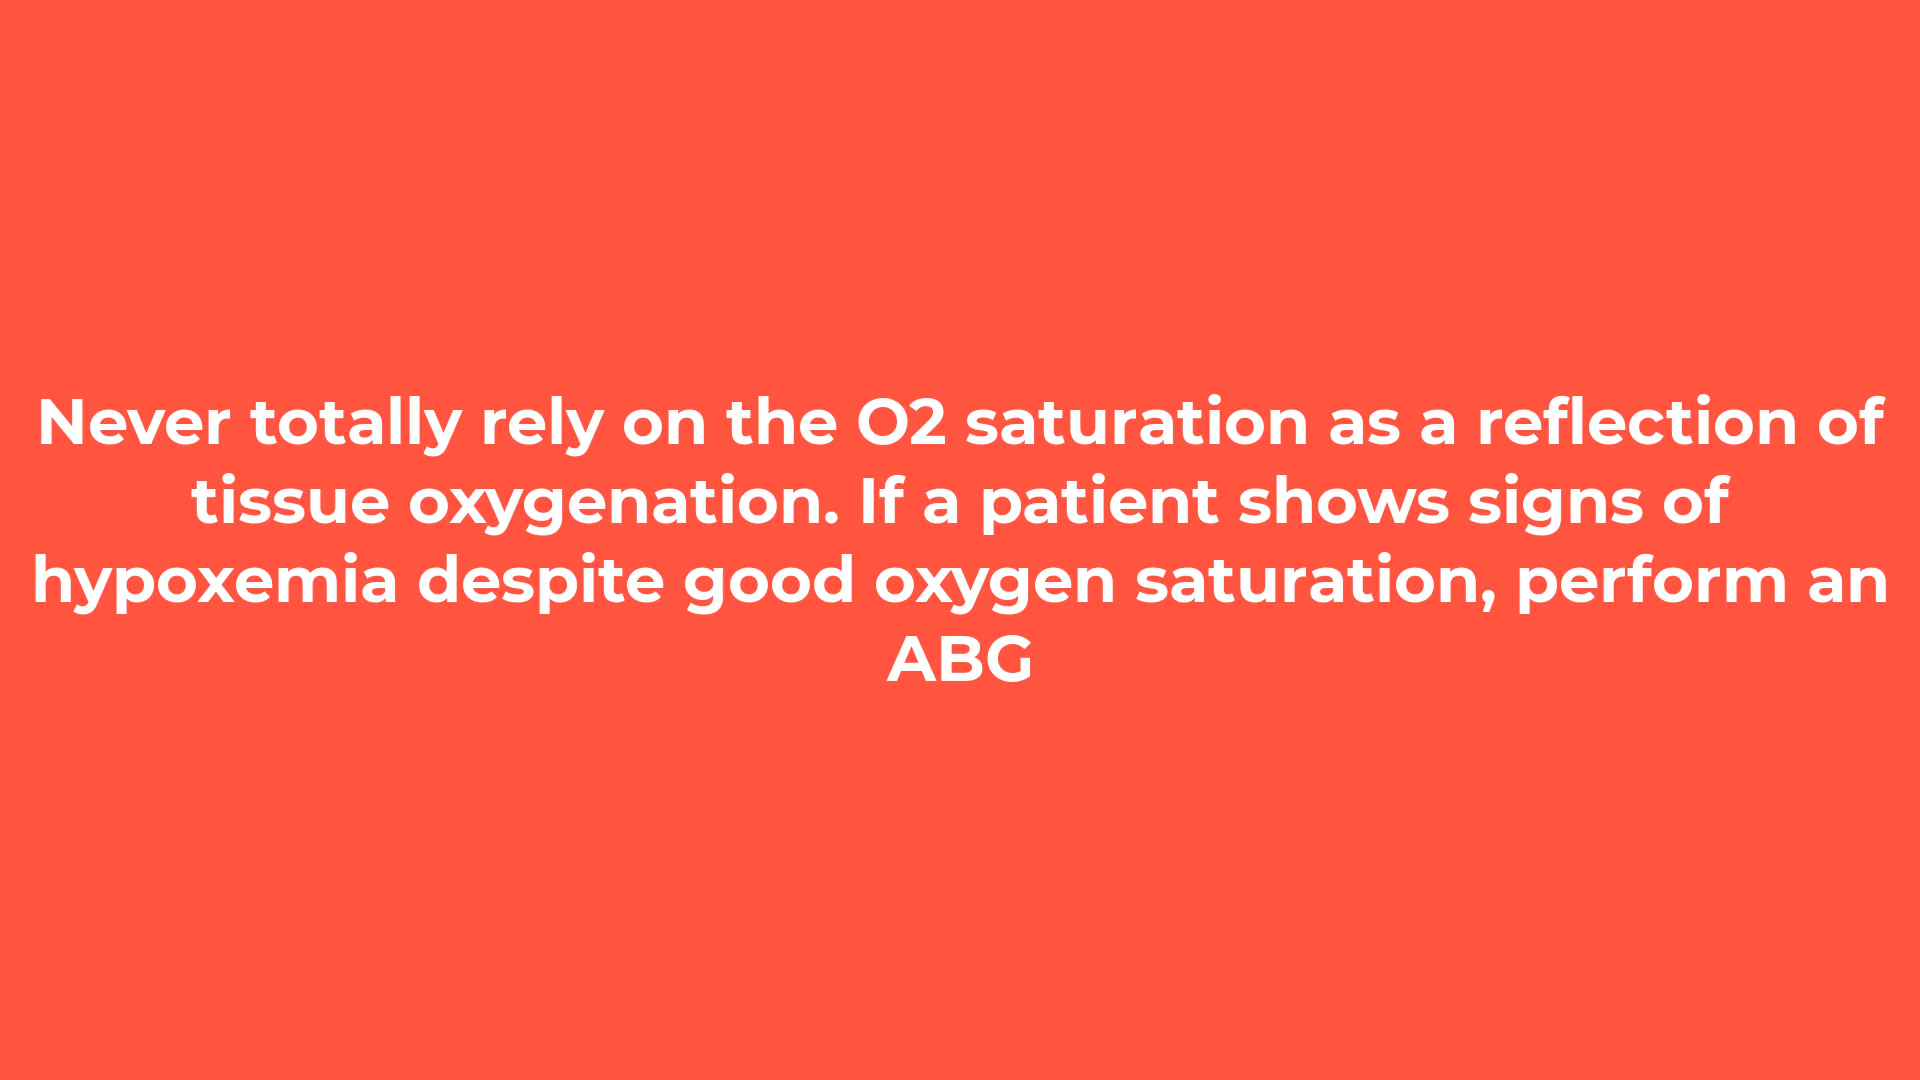 Never totally rely on the O2 saturation as a reflection of
tissue oxygenation. If a patient shows signs of
hypoxemia despite good oxygen saturation, perform an
ABG